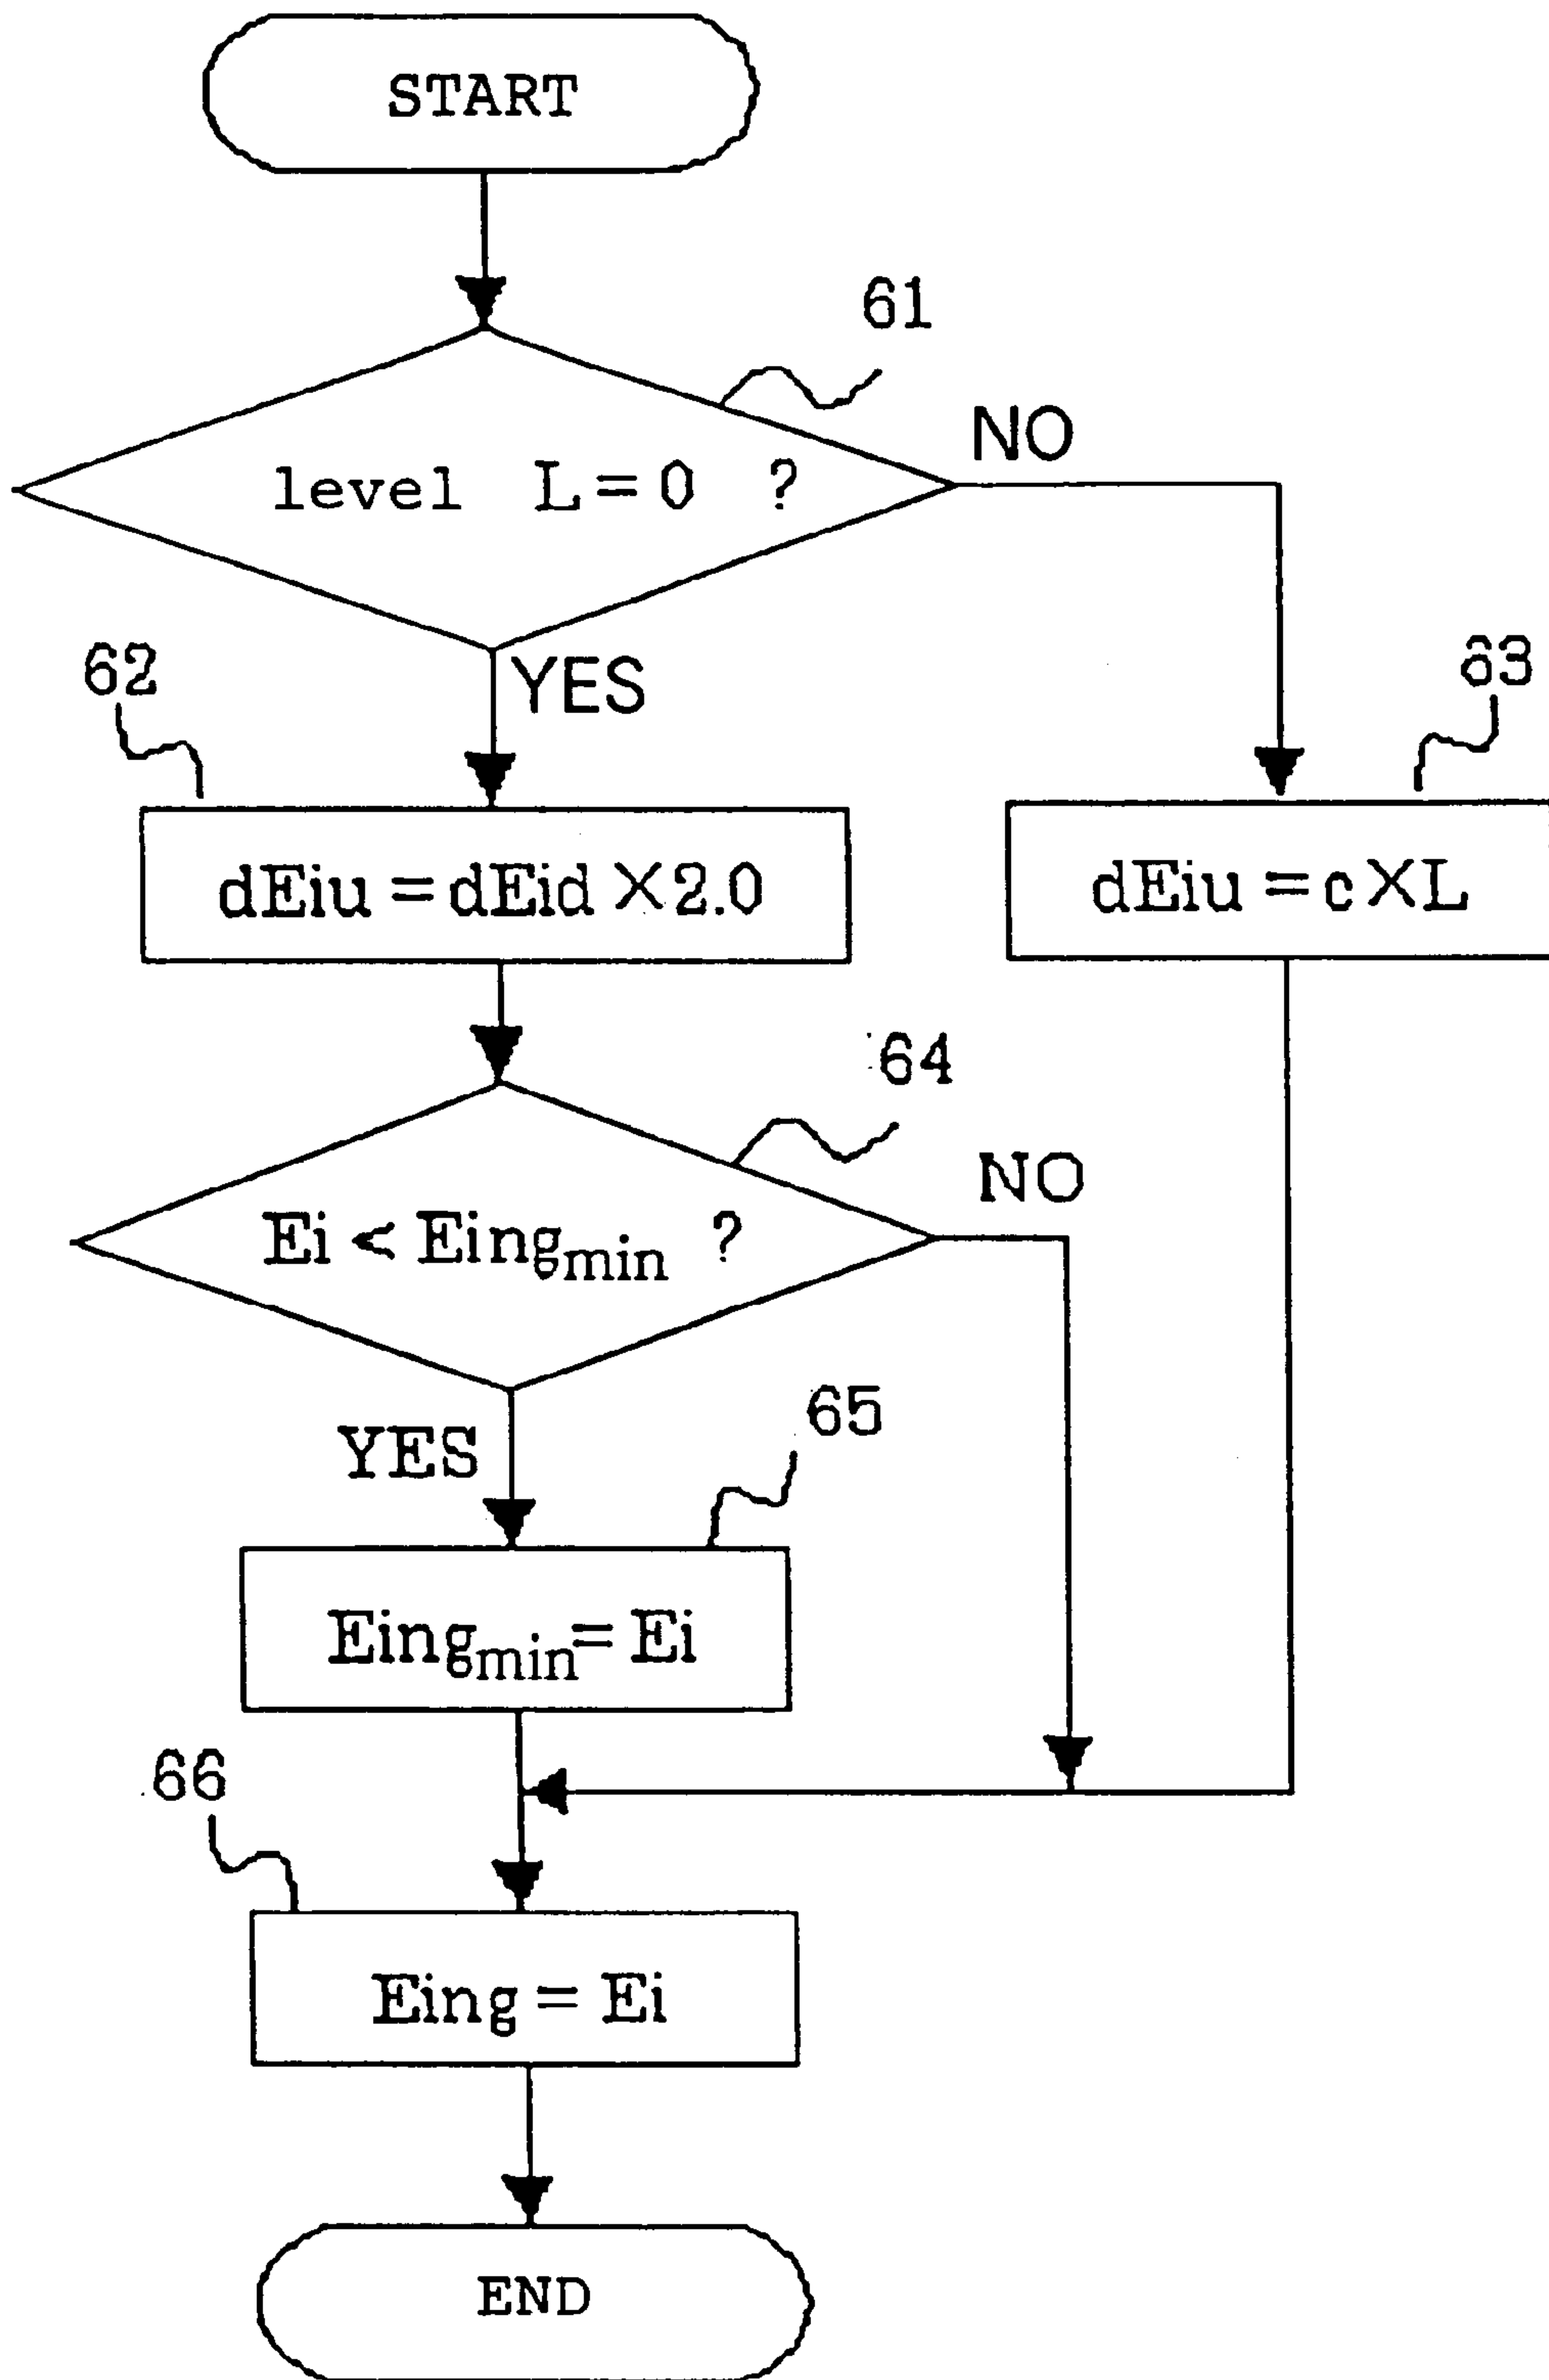 START
61
level L=0 ?
NO
YES
62
63
dEiu=dEid×2.0
dEiu=c×L
64
Ei<Eingmin ?
NO
YES
65
Eingmin=Ei
66
Eing=Ei
END